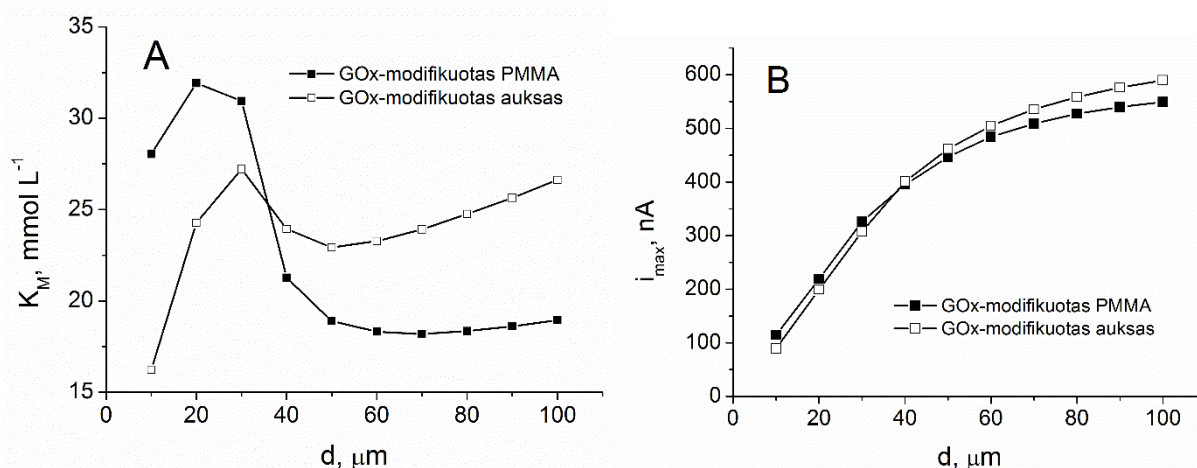 A
GOx-modifikuotas PMMA
GOx-modifikuotas auksas
K_M, mmol L^-1
35
30
25
20
15
0 20 40 60 80 100
d, μm
B
GOx-modifikuotas PMMA
GOx-modifikuotas auksas
i_max, nA
600
500
400
300
200
100
0
0 20 40 60 80 100
d, μm